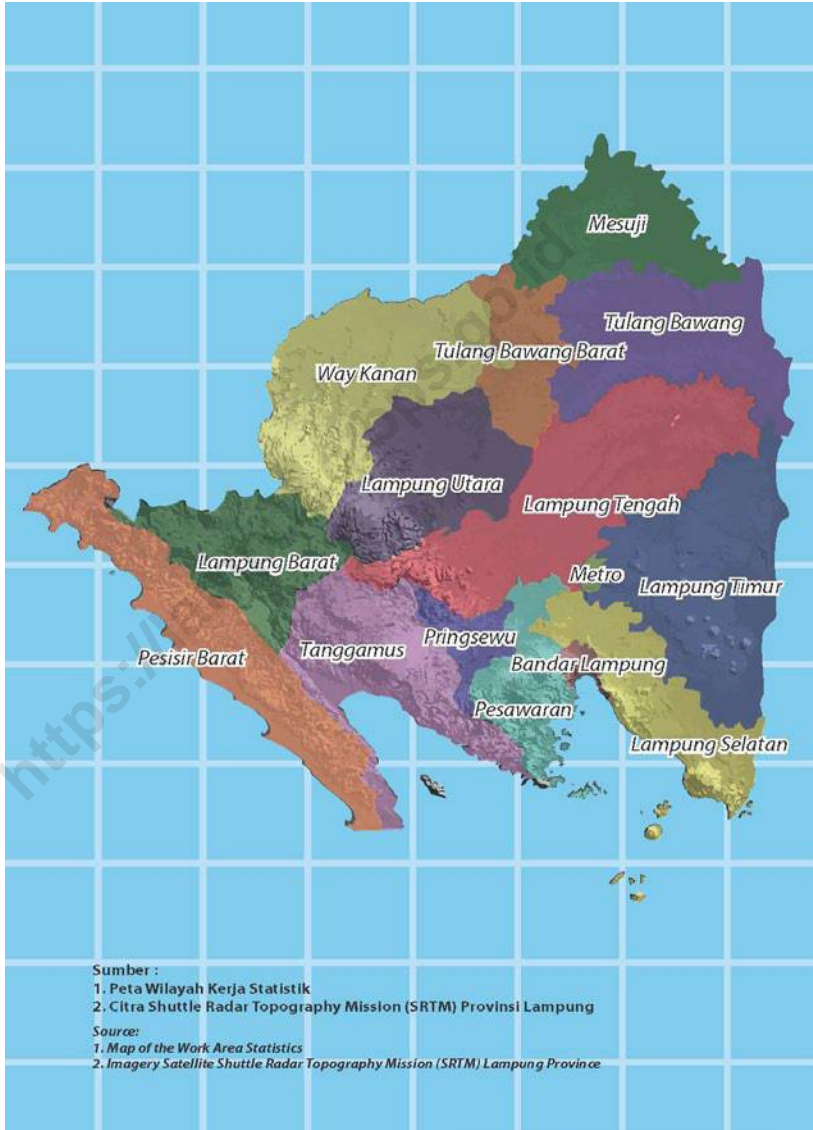 Mesuji
Tulang Bawang
Tulang Bawang Barat
Way Kanan
Lampung Utara
Lampung Tengah
Lampung Barat
Metro
Lampung Timur
Pringsewu
Tanggamus
Pesisir Barat
Bandar Lampung
Pesawaran
Lampung Selatan
Sumber :
1. Peta Wilayah Kerja Statistik
2. Citra Shuttle Radar Topography Mission (SRTM) Provinsi Lampung
Source:
1. Map of the Work Area Statistics
2. Imagery Satellite Shuttle Radar Topography Mission (SRTM) Lampung Province